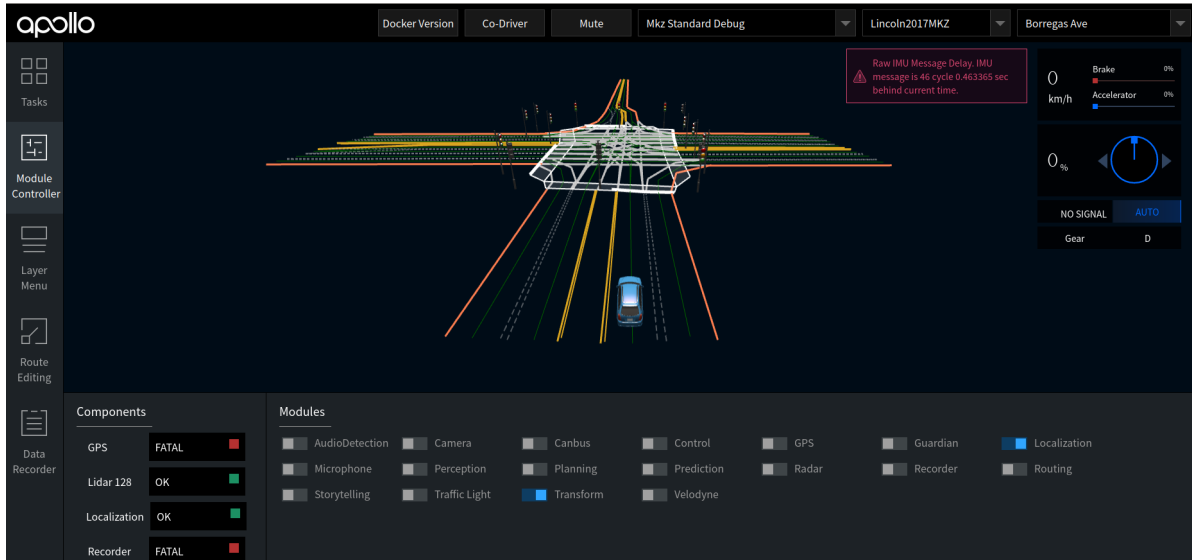 apollo
Docker Version
Co-Driver
Mute
Mkz Standard Debug
Lincoln2017MKZ
Borregas Ave
Tasks
Module
Controller
Layer
Menu
Route
Editing
Data
Recorder
Raw IMU Message Delay. IMU
message is 46 cycle 0.463365 sec
behind current time.
0
km/h
Brake 0%
Accelerator 0%
0 %
NO SIGNAL AUTO
Gear D
Components
GPS FATAL
Lidar 128 OK
Localization OK
Recorder FATAL
Modules
AudioDetection Camera Canbus Control GPS Guardian Localization
Microphone Perception Planning Prediction Radar Recorder Routing
Storytelling Traffic Light Transform Velodyne